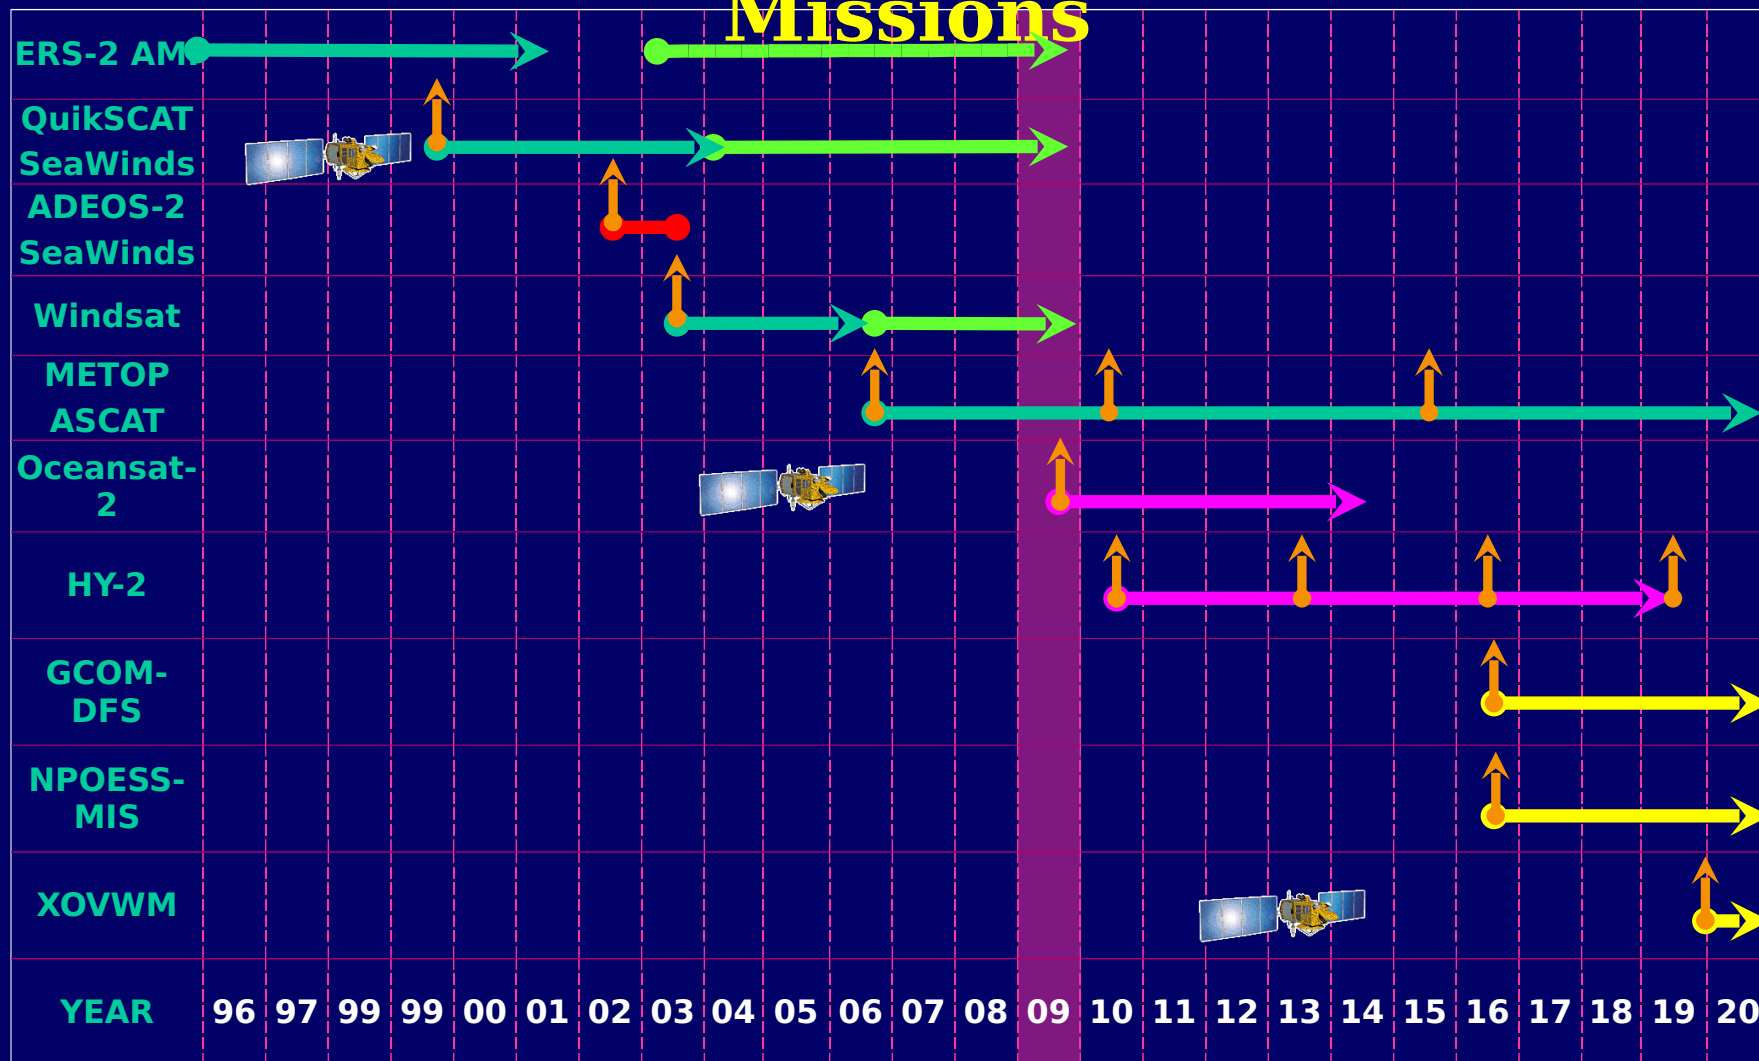 Missions
ERS-2 AMI
QuikSCAT
SeaWinds
ADEOS-2
SeaWinds
Windsat
METOP
ASCAT
Oceansat-
2
HY-2
GCOM-
DFS
NPOESS-
MIS
XOVWM
YEAR 96 97 99 99 00 01 02 03 04 05 06 07 08 09 10 11 12 13 14 15 16 17 18 19 20